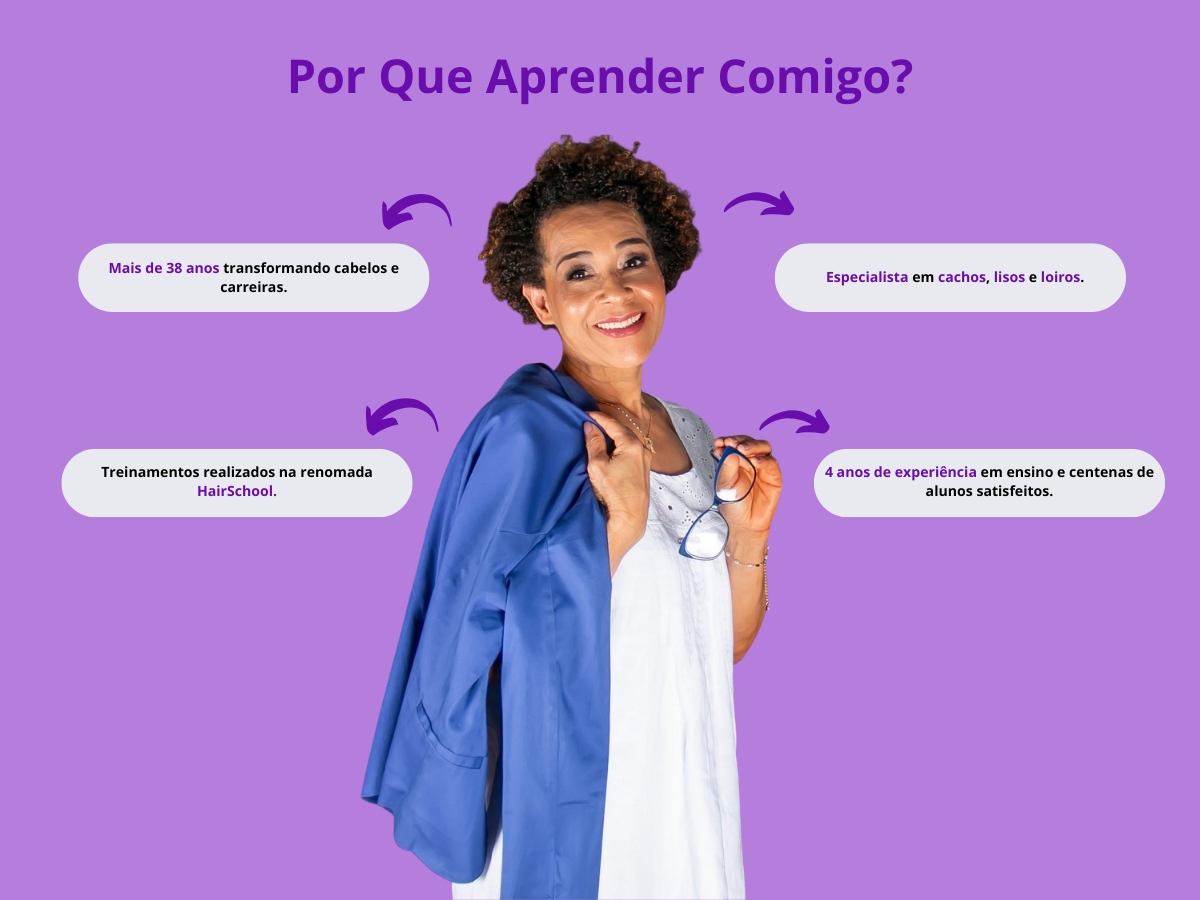 Por Que Aprender Comigo?
Mais de 38 anos transformando cabelos e
carreiras.
Especialista em cachos, lisos e loiros.
Treinamentos realizados na renomada
HairSchool.
4 anos de experiência em ensino e centenas de
alunos satisfeitos.